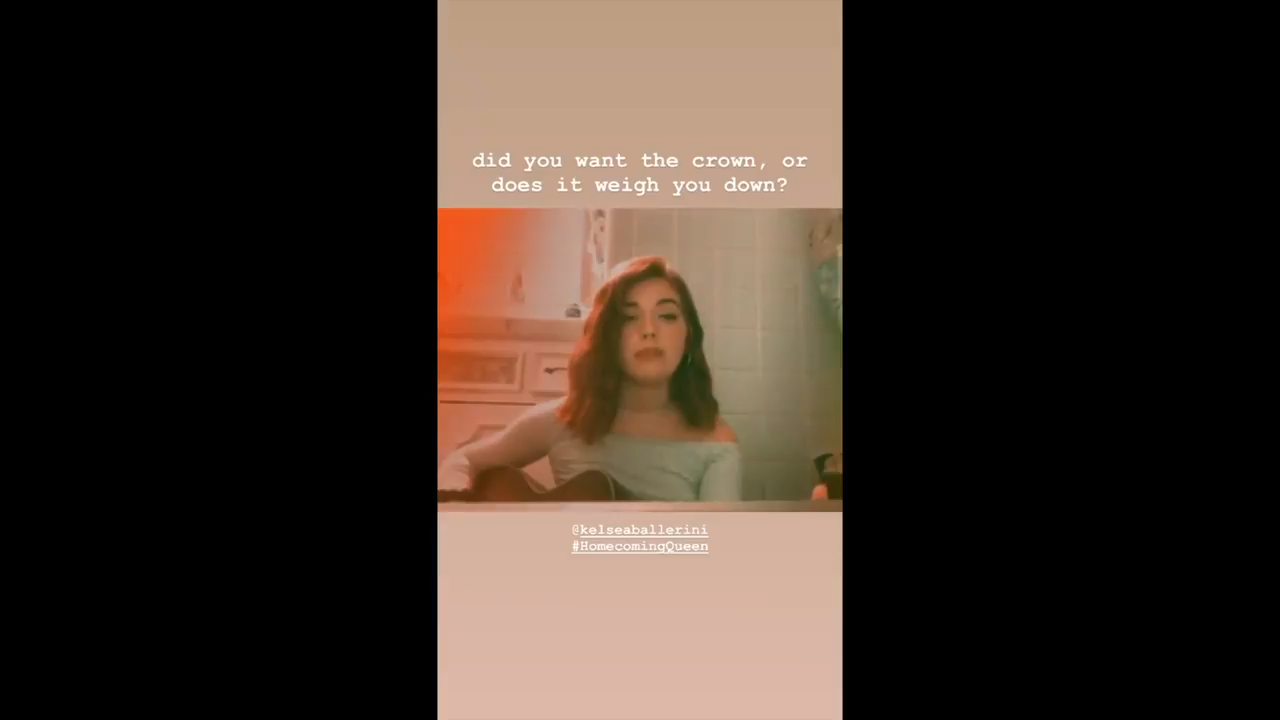 did you want the crown, or
does it weigh you down?
@kelseaballerini
#HomecomingQueen